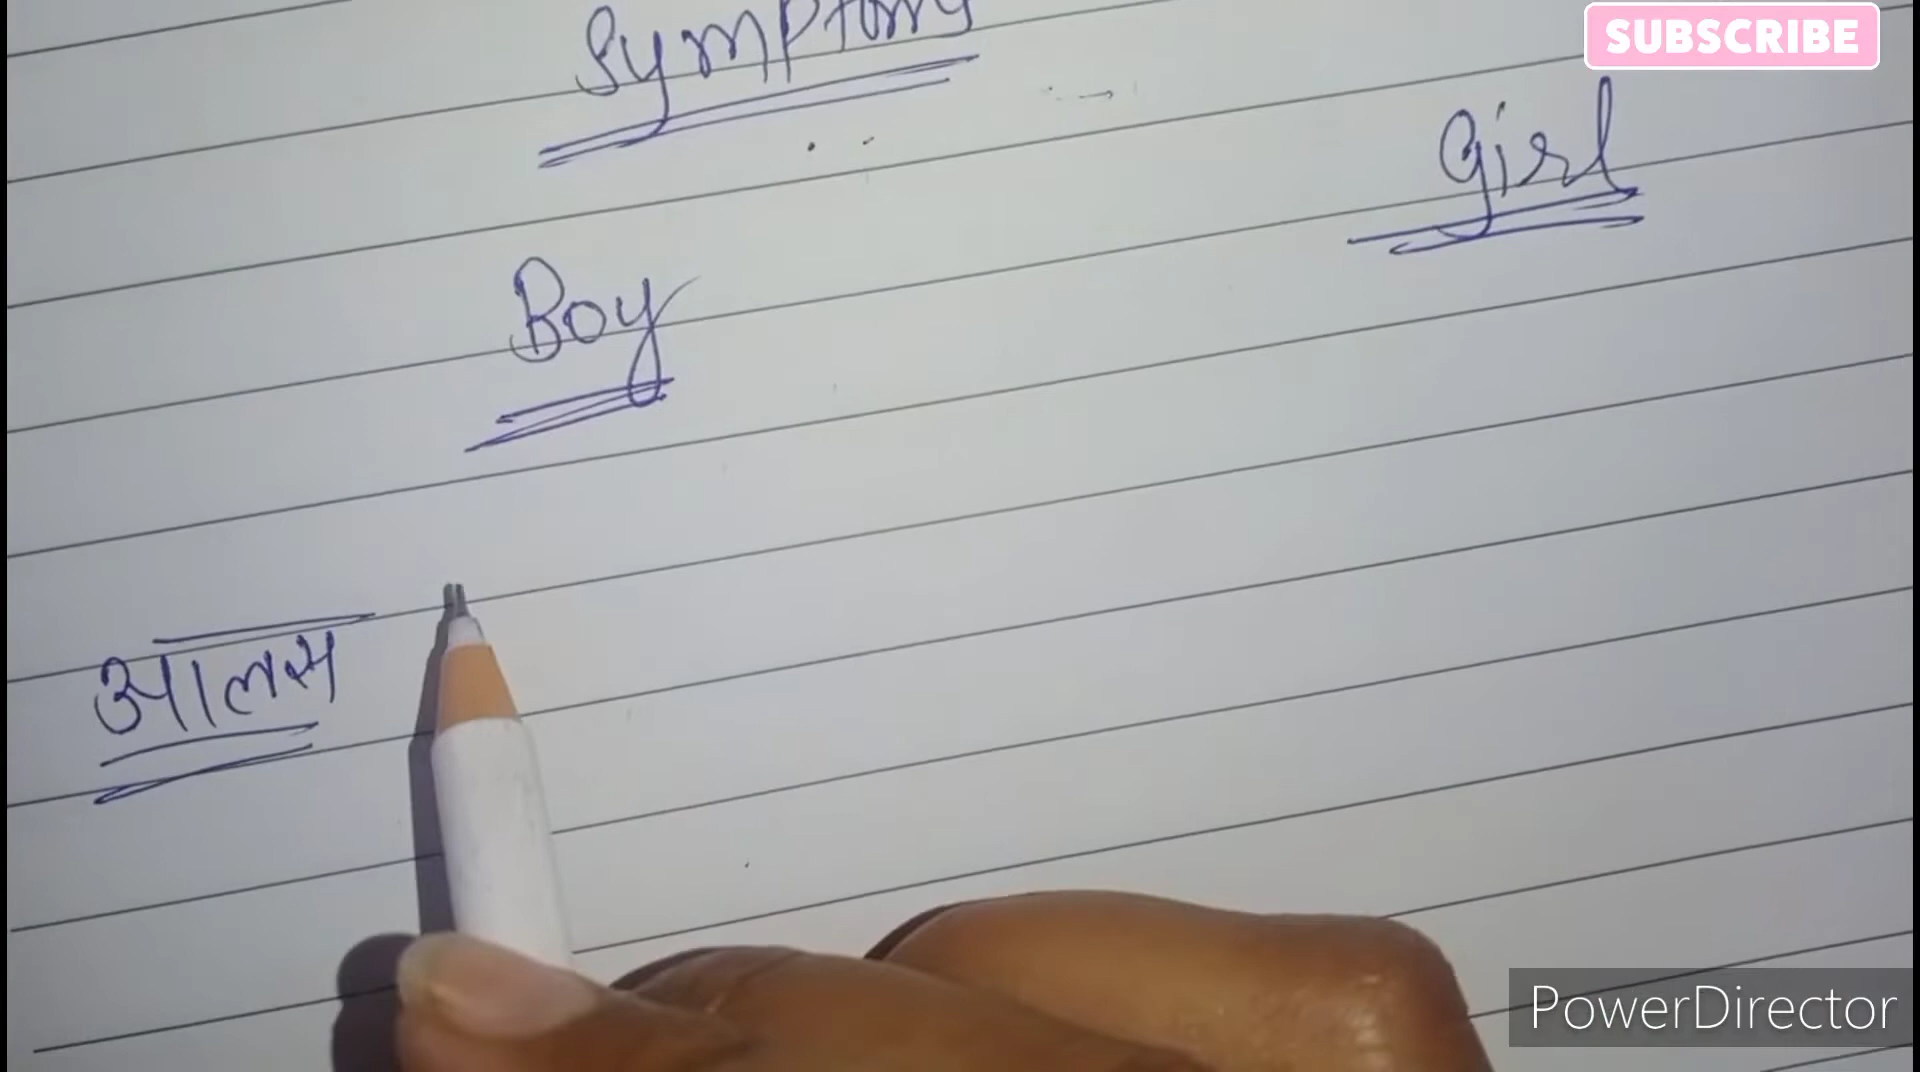 Symptoms
SUBSCRIBE
Girl
Boy
आलस
PowerDirector